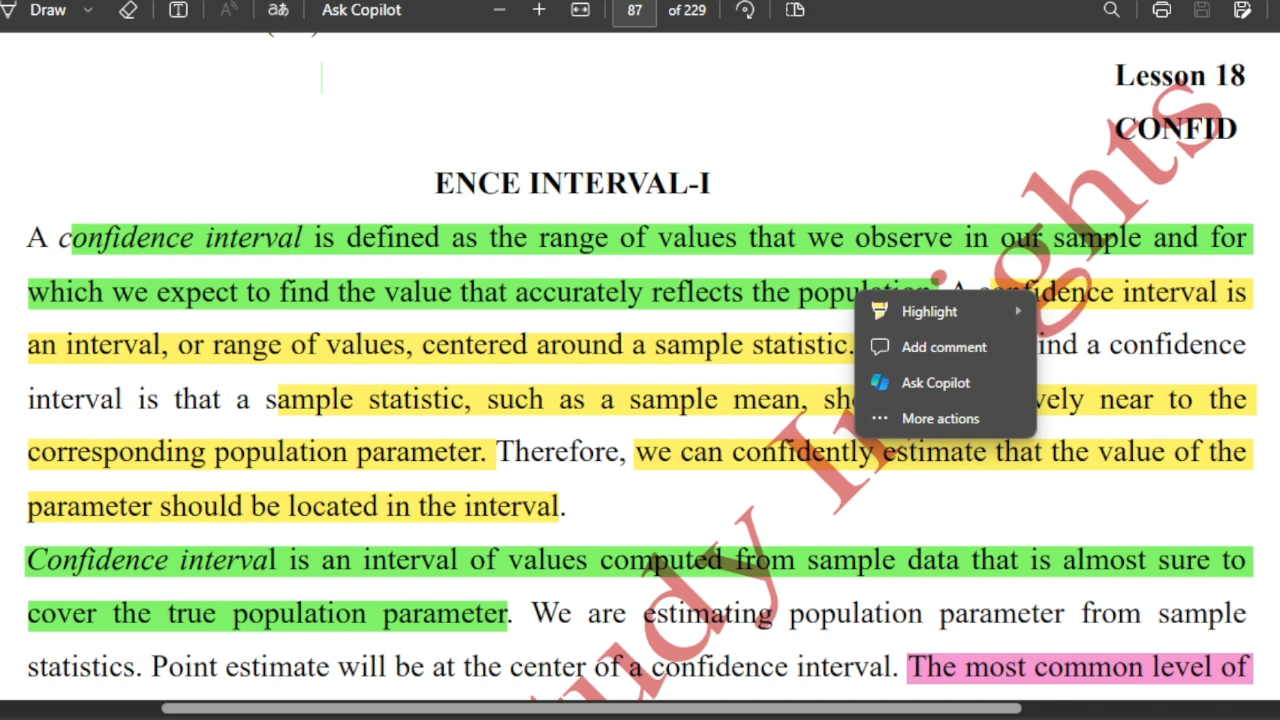 Draw
Ask Copilot
87 of 229
Lesson 18
CONFID
ENCE INTERVAL-I
A confidence interval is defined as the range of values that we observe in our sample and for
which we expect to find the value that accurately reflects the population. A confidence interval is
an interval, or range of values, centered around a sample statistic. ind a confidence
interval is that a sample statistic, such as a sample mean, near to the
corresponding population parameter. Therefore, we can confidently estimate that the value of the
parameter should be located in the interval.
Confidence interval is an interval of values computed from sample data that is almost sure to
cover the true population parameter. We are estimating population parameter from sample
statistics. Point estimate will be at the center of a confidence interval. The most common level of
Highlight
Add comment
Ask Copilot
More actions